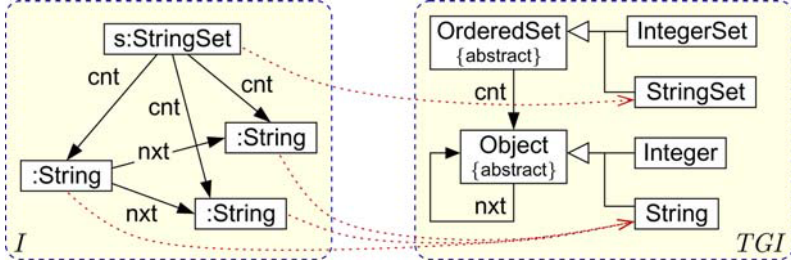 s:StringSet
cnt
cnt
cnt
:String
nxt
:String
nxt
:String
I
OrderedSet
{abstract}
IntegerSet
cnt
StringSet
Object
{abstract}
Integer
nxt
String
TGI